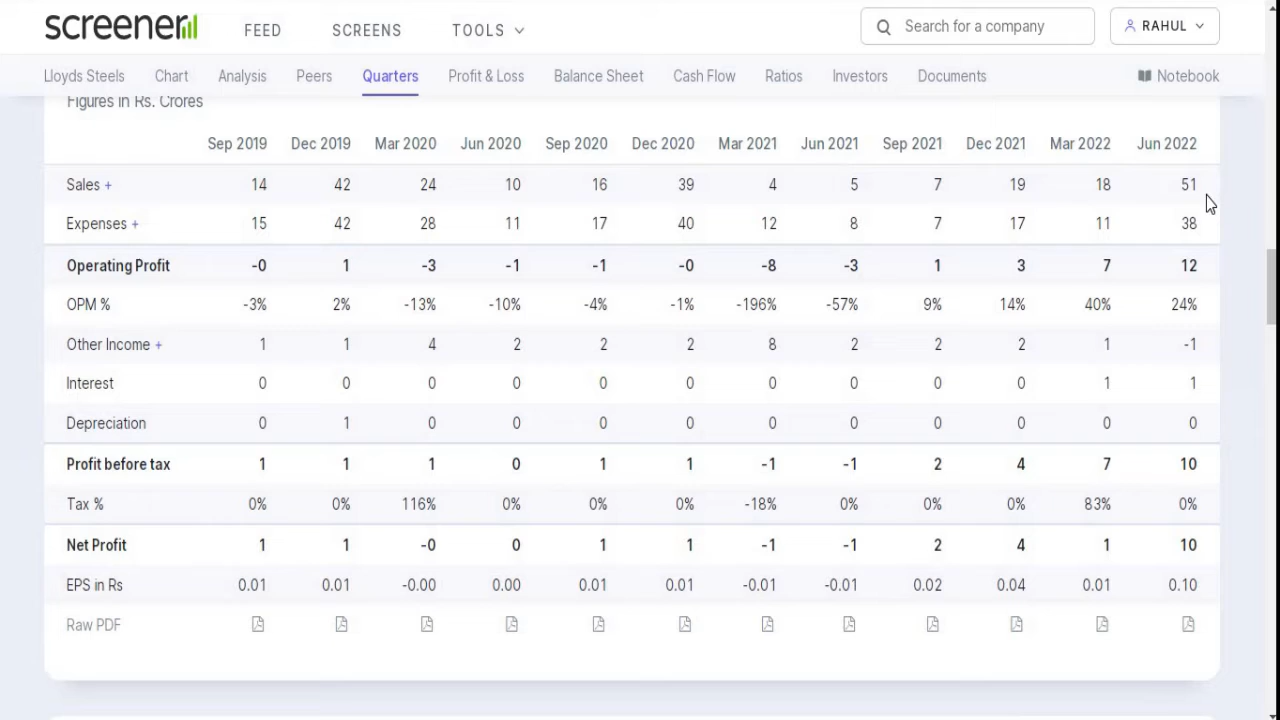 screener FEED SCREENS TOOLS Search for a company RAHUL
Lloyds Steels Chart Analysis Peers Quarters Profit & Loss Balance Sheet Cash Flow Ratios Investors Documents Notebook
Figures in Rs. Crores
Sep 2019 Dec 2019 Mar 2020 Jun 2020 Sep 2020 Dec 2020 Mar 2021 Jun 2021 Sep 2021 Dec 2021 Mar 2022 Jun 2022
Sales + 14 42 24 10 16 39 4 5 7 19 18 51
Expenses + 15 42 28 11 17 40 12 8 7 17 11 38
Operating Profit -0 1 -3 -1 -1 -0 -8 -3 1 3 7 12
OPM % -3% 2% -13% -10% -4% -1% -196% -57% 9% 14% 40% 24%
Other Income + 1 1 4 2 2 2 8 2 2 2 1 -1
Interest 0 0 0 0 0 0 0 0 0 0 1 1
Depreciation 0 1 0 0 0 0 0 0 0 0 0 0
Profit before tax 1 1 1 0 1 1 -1 -1 2 4 7 10
Tax % 0% 0% 116% 0% 0% 0% -18% 0% 0% 0% 83% 0%
Net Profit 1 1 -0 0 1 1 -1 -1 2 4 1 10
EPS in Rs 0.01 0.01 -0.00 0.00 0.01 0.01 -0.01 -0.01 0.02 0.04 0.01 0.10
Raw PDF